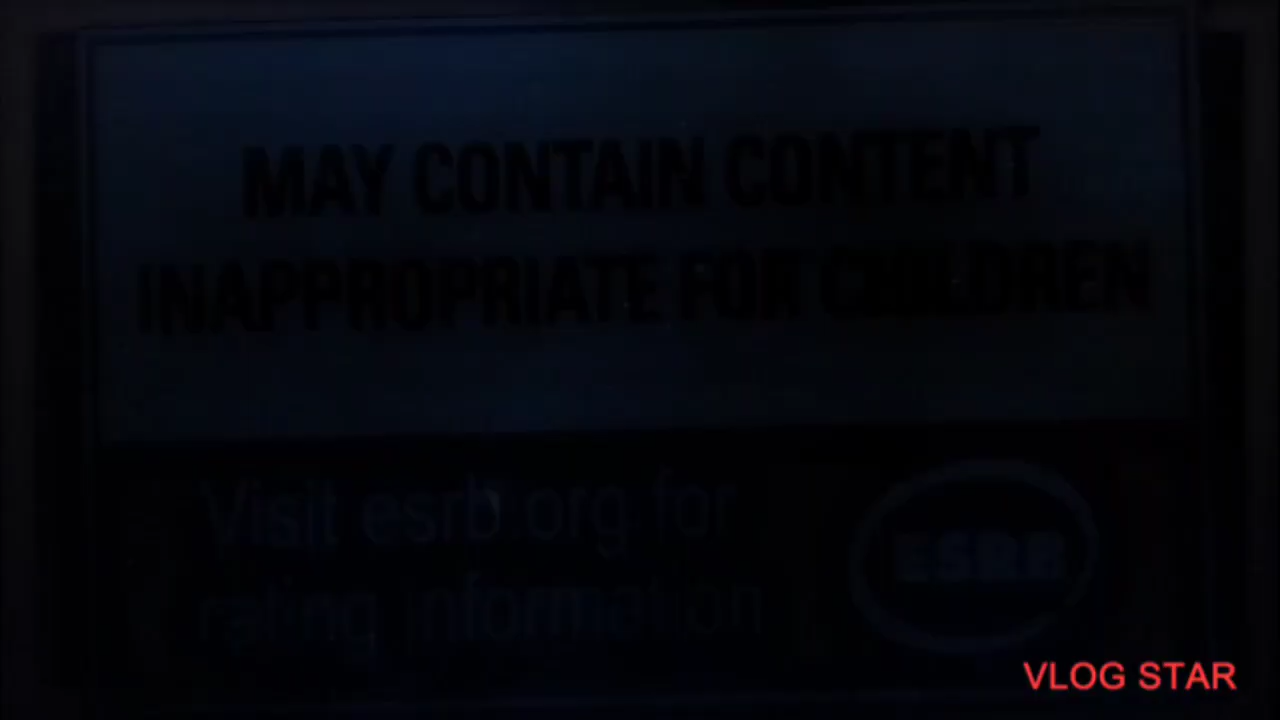 MAY CONTAIN CONTENT
INAPPROPRIATE FOR CHILDREN
Visit esrb.org for
rating information
ESRB
VLOG STAR